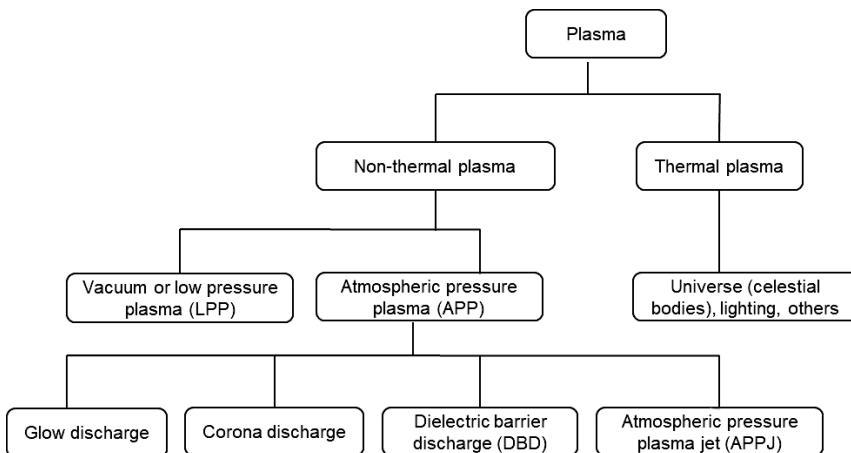 Plasma
Non-thermal plasma
Thermal plasma
Vacuum or low pressure
plasma (LPP)
Atmospheric pressure
plasma (APP)
Universe (celestial
bodies), lighting, others
Glow discharge
Corona discharge
Dielectric barrier
discharge (DBD)
Atmospheric pressure
plasma jet (APPJ)